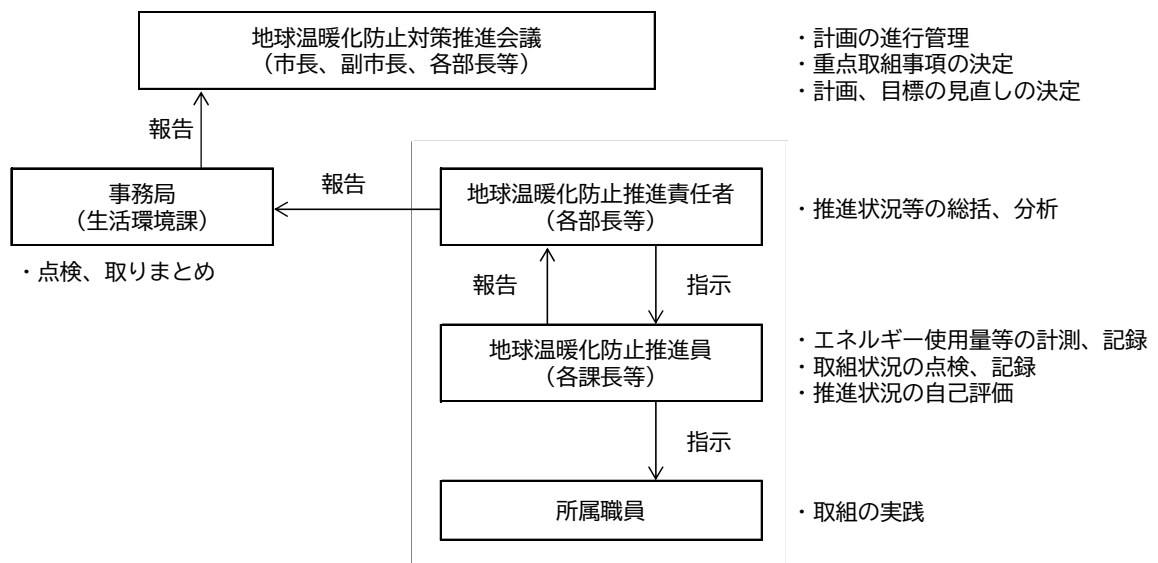 地球温暖化防止対策推進会議
（市長、副市長、各部長等）
・計画の進行管理
・重点取組事項の決定
・計画、目標の見直しの決定
報告
事務局
（生活環境課）
・点検、取りまとめ
報告
地球温暖化防止推進責任者
（各部長等）
・推進状況等の総括、分析
報告
指示
地球温暖化防止推進員
（各課長等）
・エネルギー使用量等の計測、記録
・取組状況の点検、記録
・推進状況の自己評価
指示
所属職員
・取組の実践